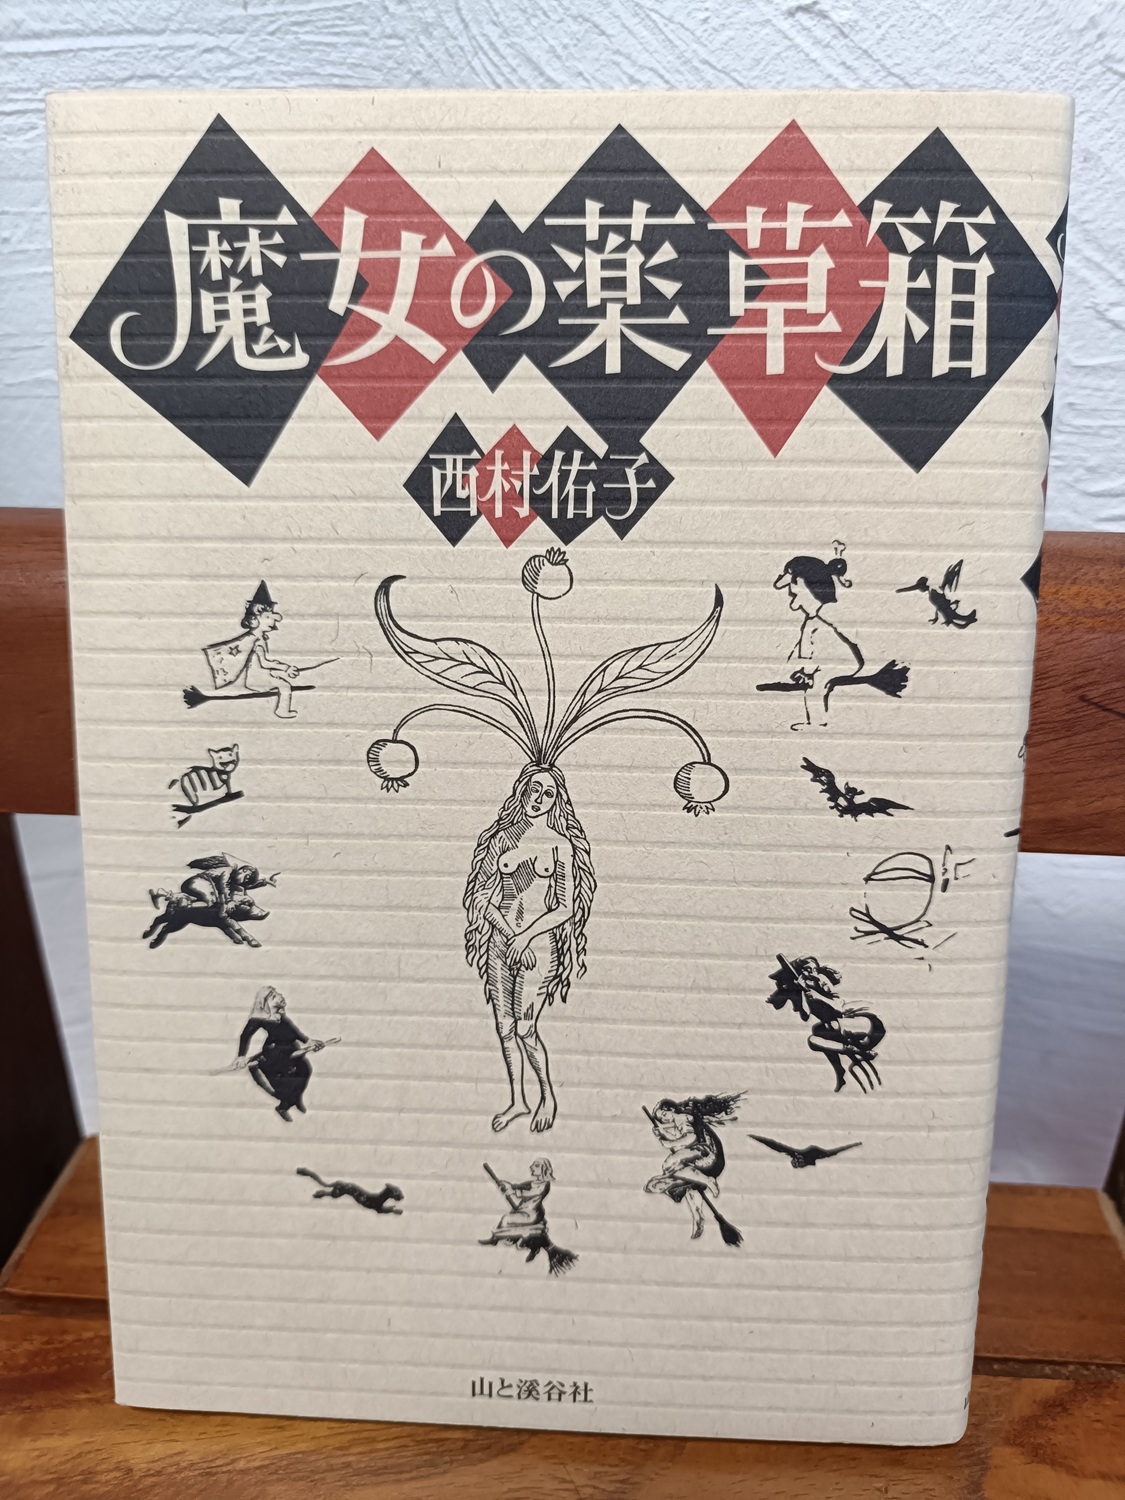 魔女の薬草箱
西村佑子
山と溪谷社